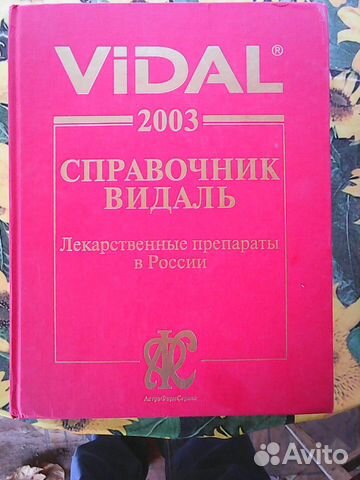 ViDAL®
2003
СПРАВОЧНИК
ВИДАЛЬ
Лекарственные препараты
в России
АстраФармСервис
Avito